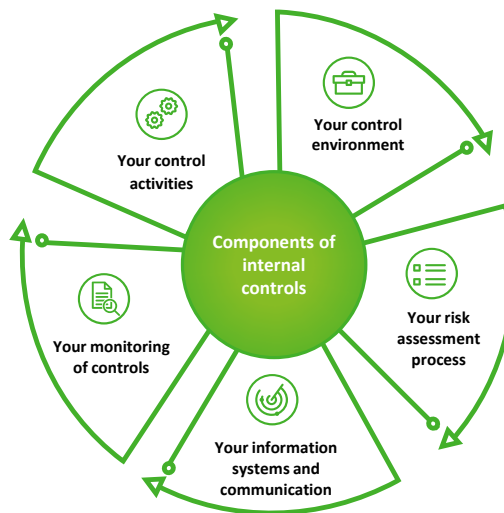 Components of
internal
controls
Your control
environment
Your risk
assessment
process
Your information
systems and
communication
Your monitoring
of controls
Your control
activities